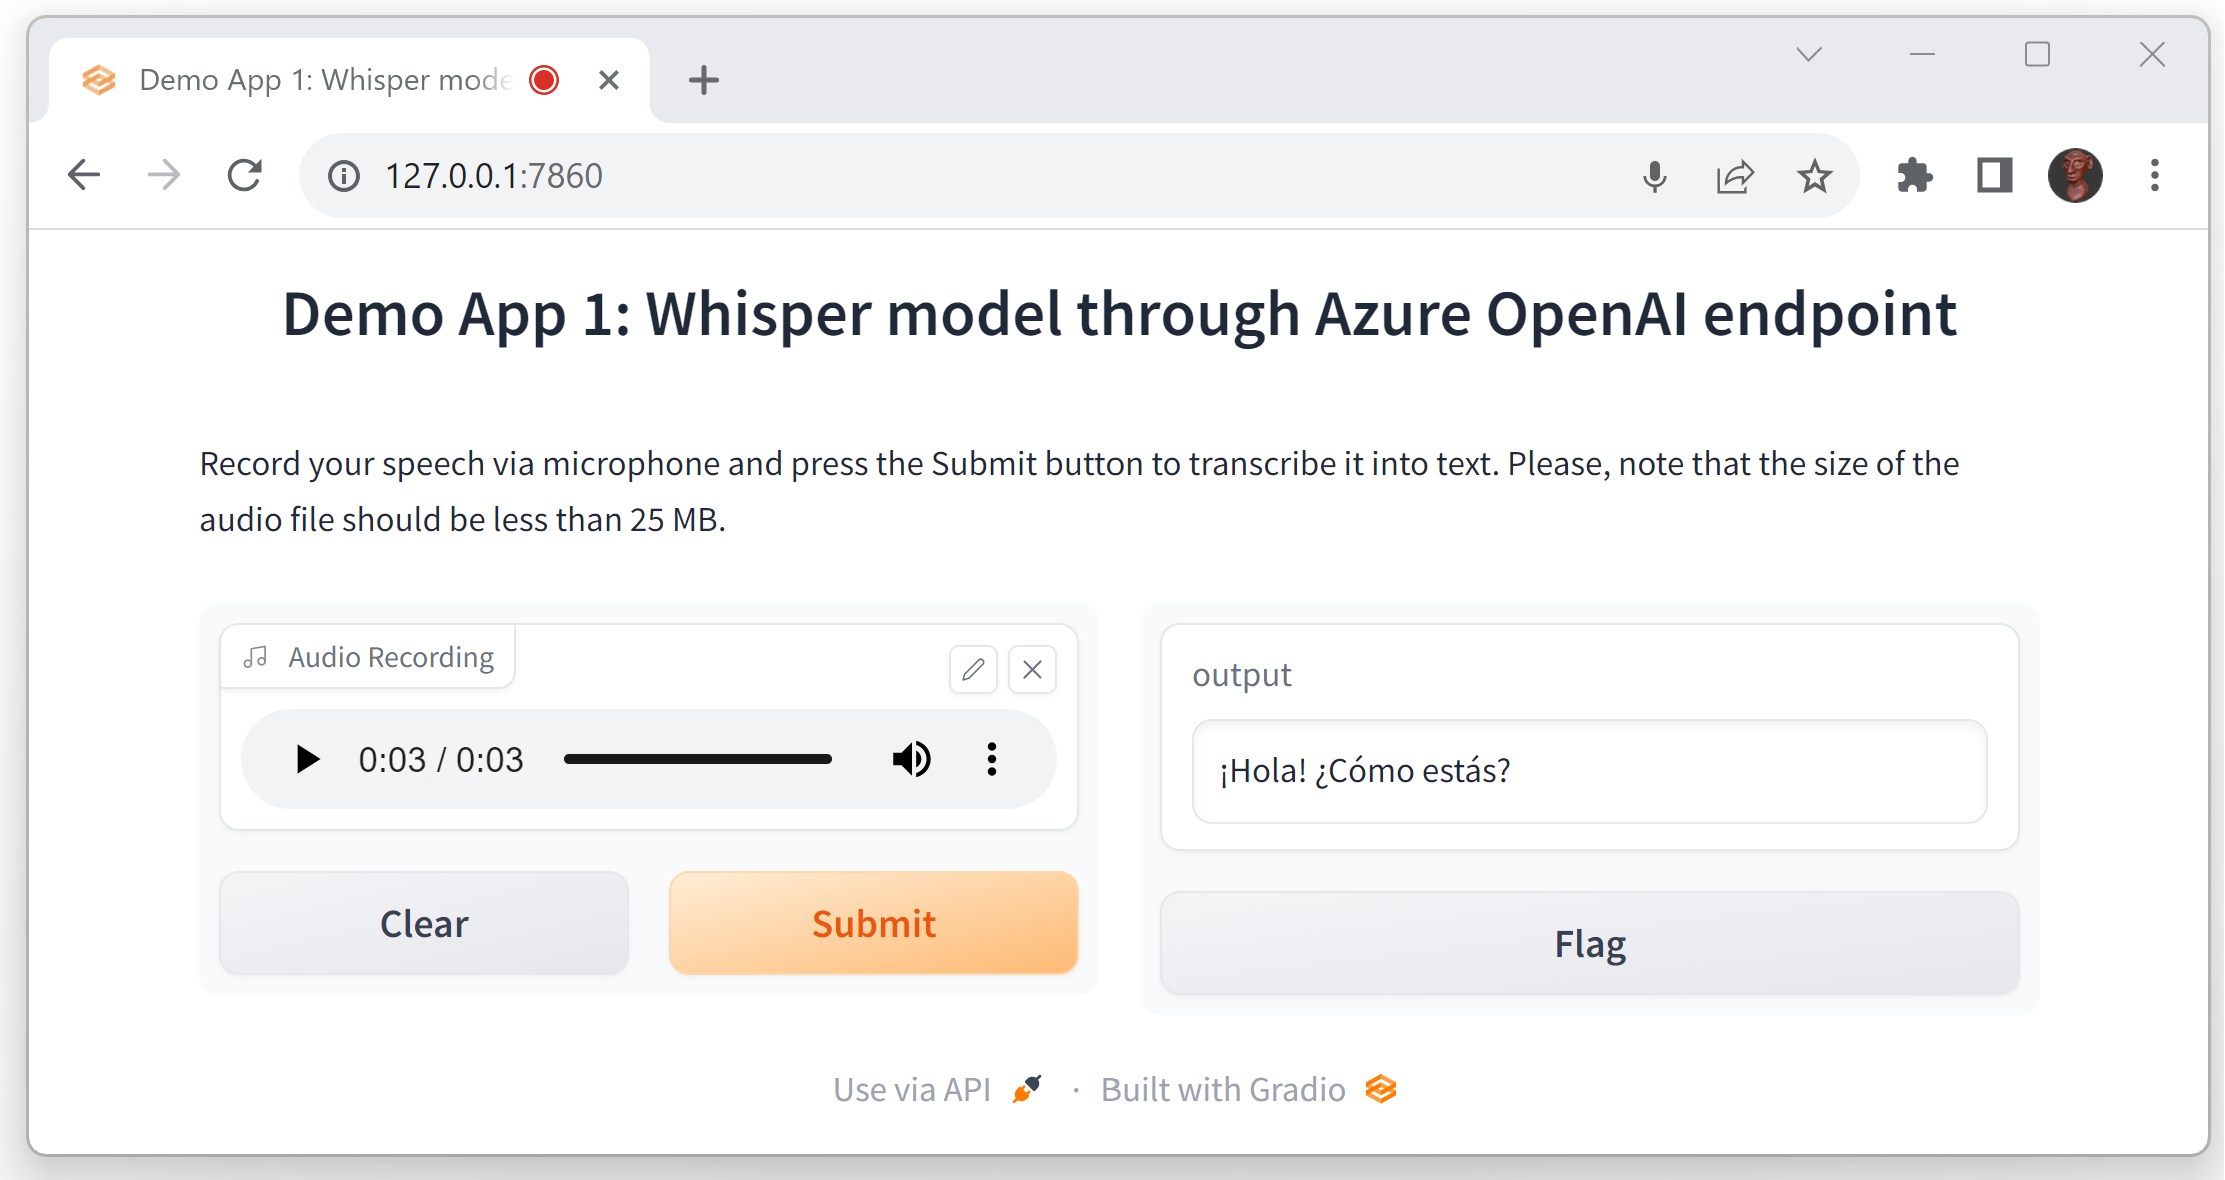 Demo App 1: Whisper mode
127.0.0.1:7860
Demo App 1: Whisper model through Azure OpenAI endpoint
Record your speech via microphone and press the Submit button to transcribe it into text. Please, note that the size of the
audio file should be less than 25 MB.
Audio Recording
0:03 / 0:03
Clear
Submit
output
¡Hola! ¿Cómo estás?
Flag
Use via API · Built with Gradio